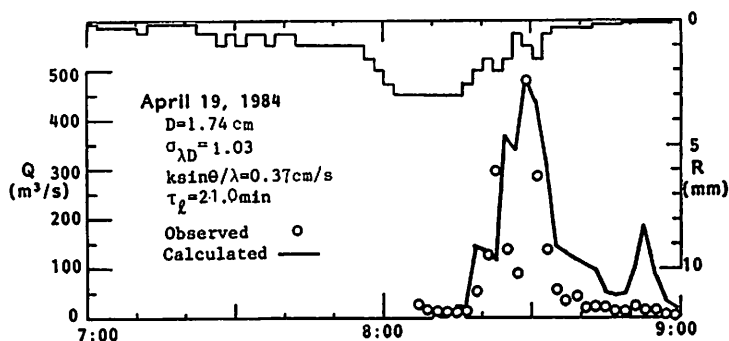 0
500
April 19, 1984
400
D=1.74 cm
σλD=1.03
Q
300
5
R
(m³/s)
ksinθ/λ=0.37cm/s
(mm)
200
τℓ=21.0min
Observed o
100
Calculated —
10
0
7:00
8:00
9:00